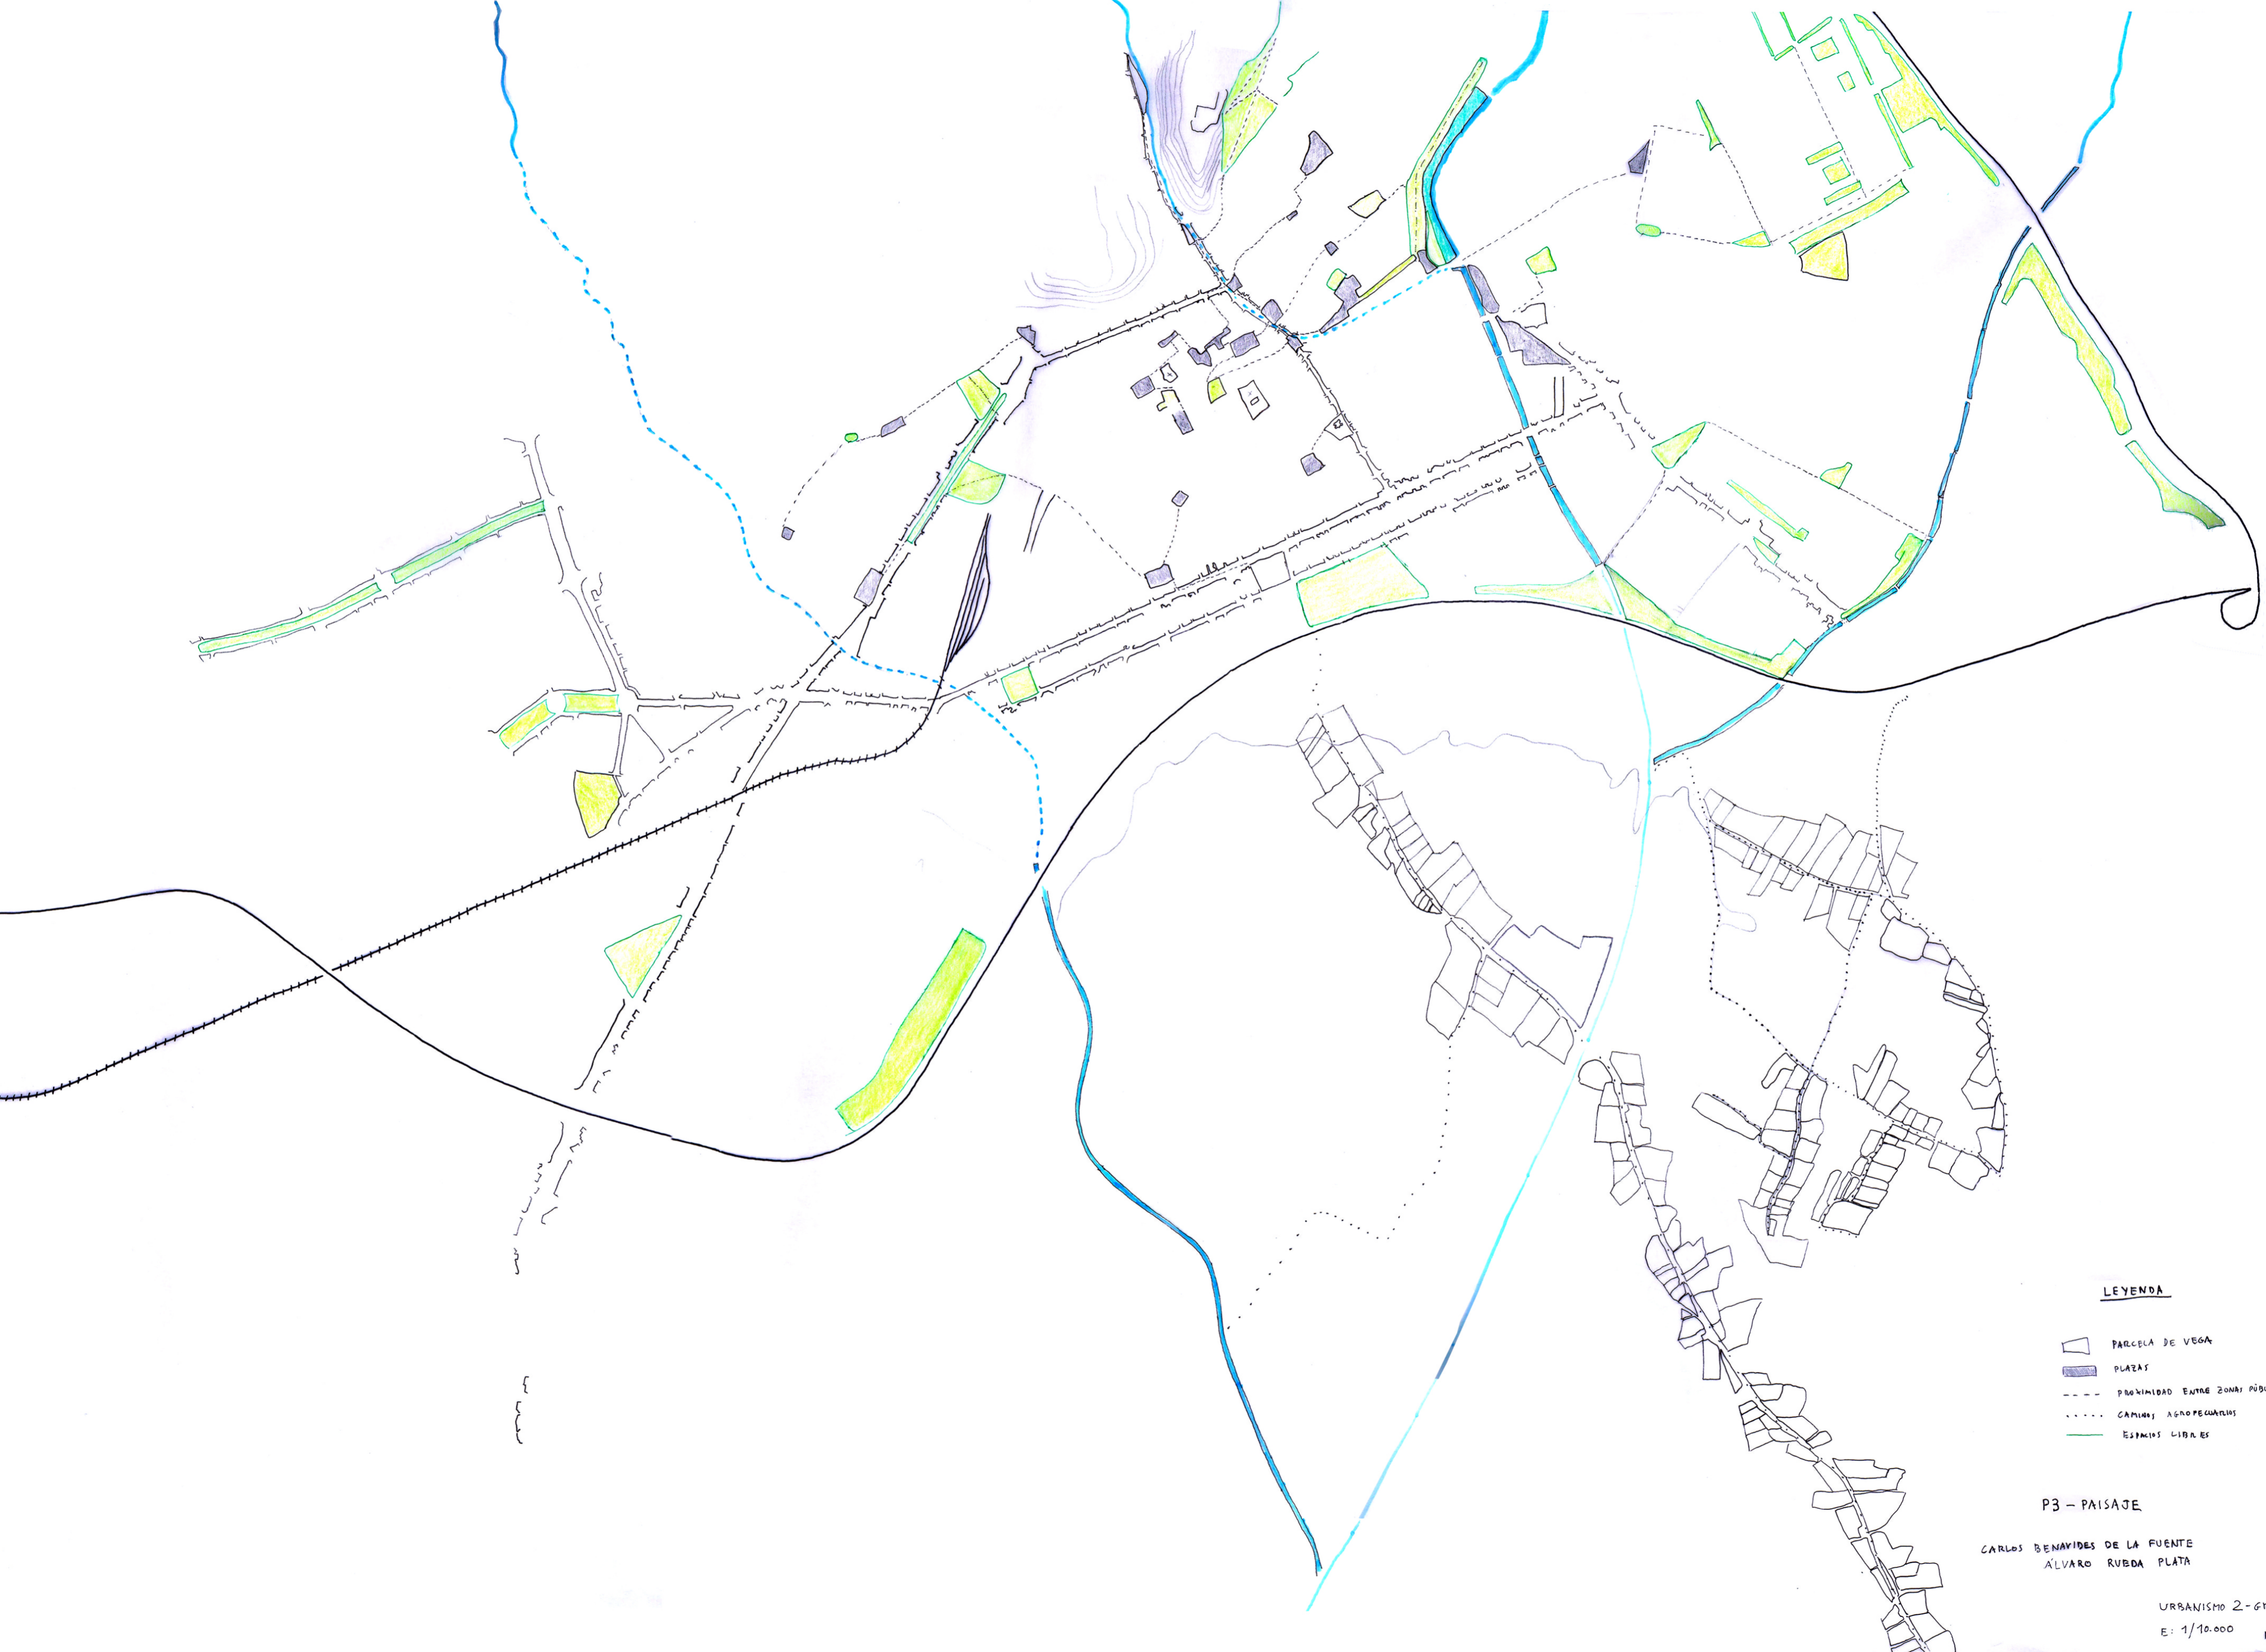 LEYENDA
PARCELA DE VEGA
PLAZAS
PROXIMIDAD ENTRE ZONAS
CAMINOS AGROPECUARIOS
ESPACIOS LIBRES
P3 - PAISAJE
CARLOS BENAVIDES DE LA FUENTE
ÁLVARO RUEDA PLATA
URBANISMO 2 -
E: 1/10.000